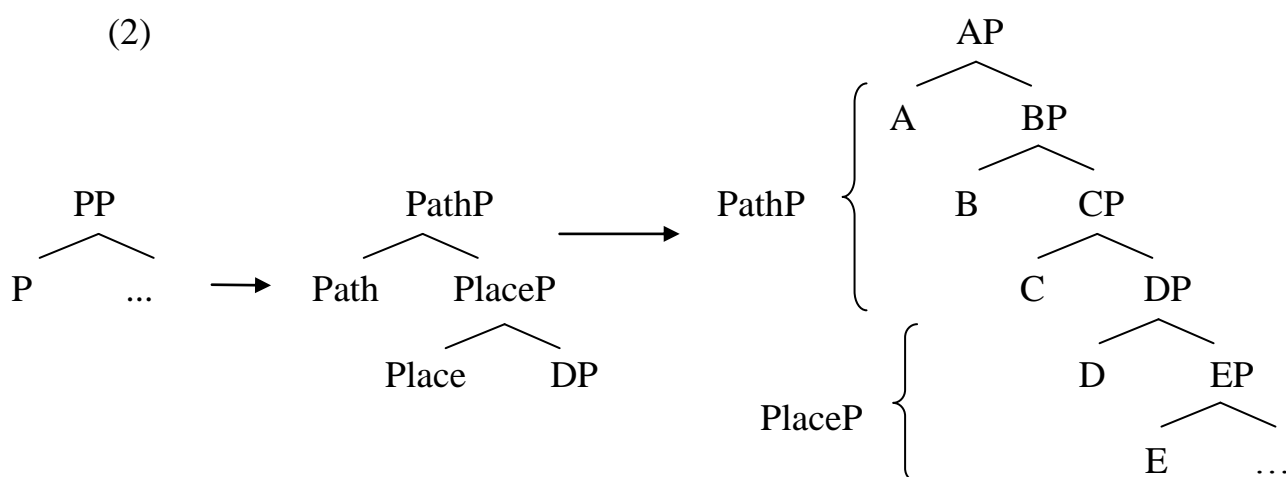 (2)
AP
A BP
PP PathP PathP B CP
P ... Path PlaceP C DP
Place DP D EP
PlaceP
E ...